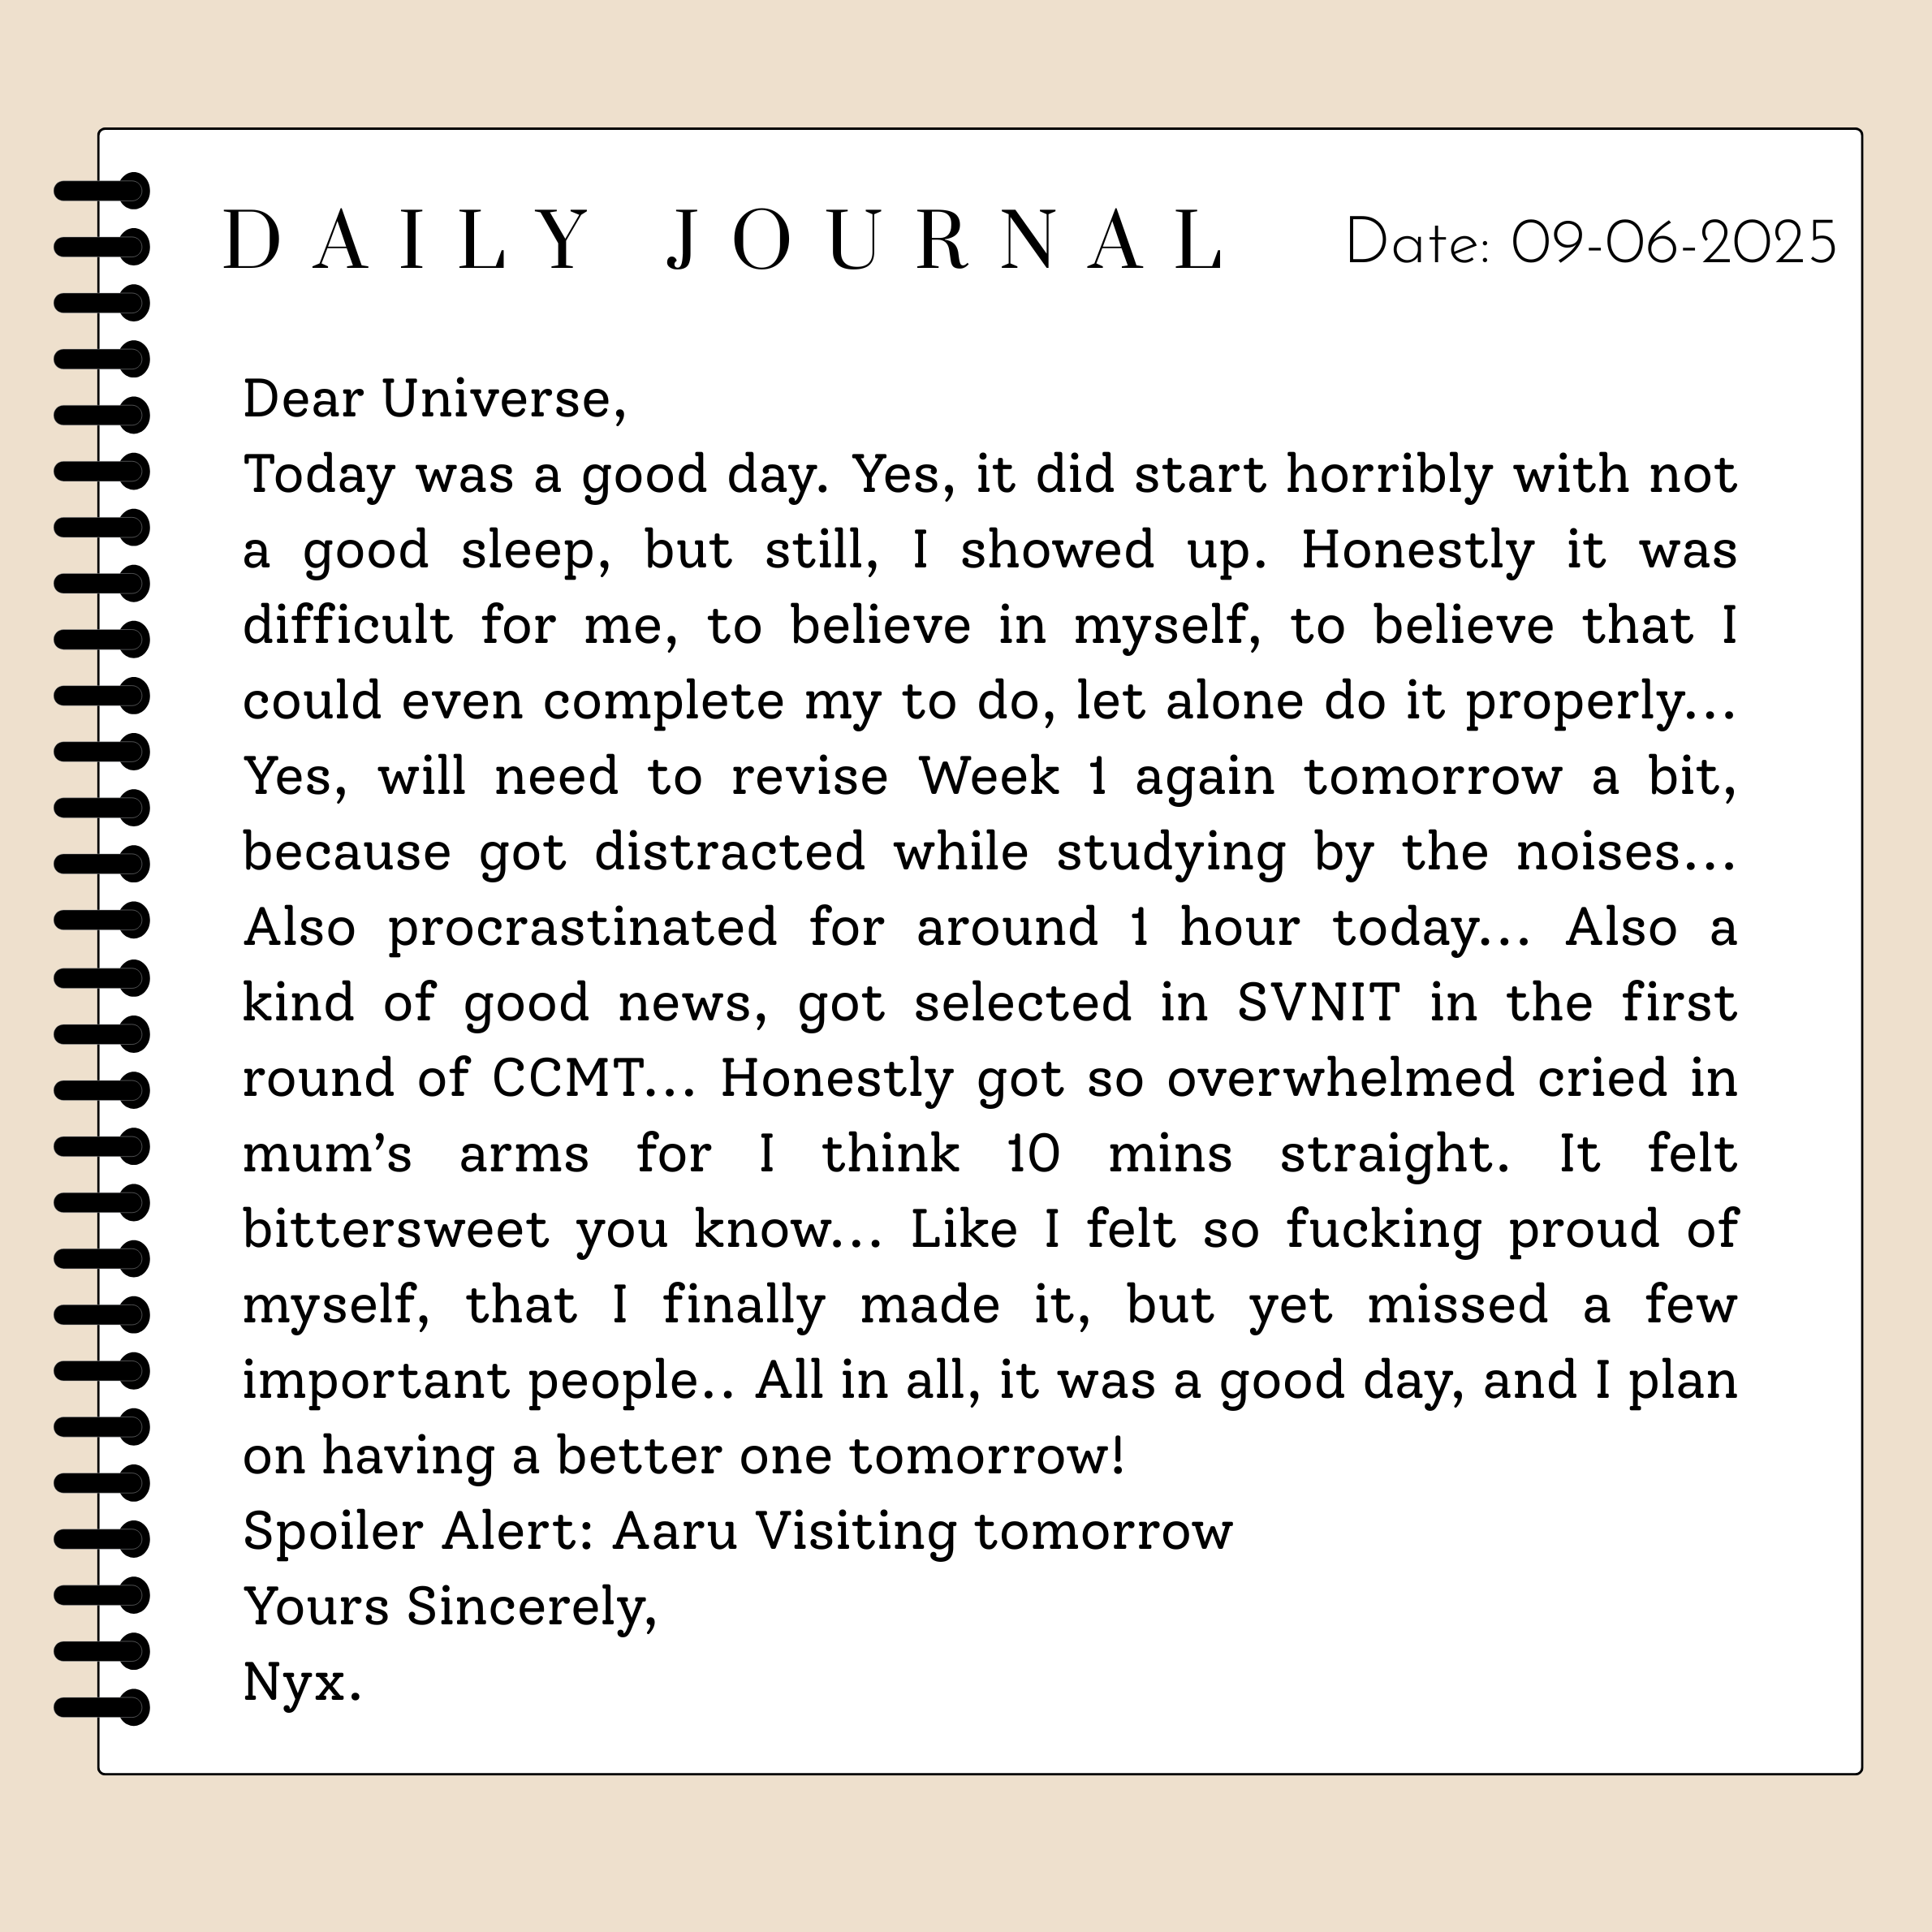 DAILY JOURNAL Date: 09-06-2025
Dear Universe,
Today was a good day. Yes, it did start horribly with not
a good sleep, but still, I showed up. Honestly it was
difficult for me, to believe in myself, to believe that I
could even complete my to do, let alone do it properly...
Yes, will need to revise Week 1 again tomorrow a bit,
because got distracted while studying by the noises...
Also procrastinated for around 1 hour today... Also a
kind of good news, got selected in SVNIT in the first
round of CCMT... Honestly got so overwhelmed cried in
mum’s arms for I think 10 mins straight. It felt
bittersweet you know... Like I felt so fucking proud of
myself, that I finally made it, but yet missed a few
important people.. All in all, it was a good day, and I plan
on having a better one tomorrow!
Spoiler Alert: Aaru Visiting tomorrow
Yours Sincerely,
Nyx.